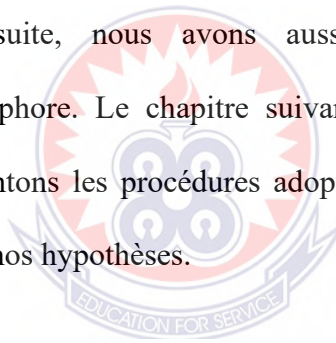 suite, nous avons auss
phore. Le chapitre suivan
ntons les procédures adop
nos hypothèses.
EDUCATION FOR SERVICE